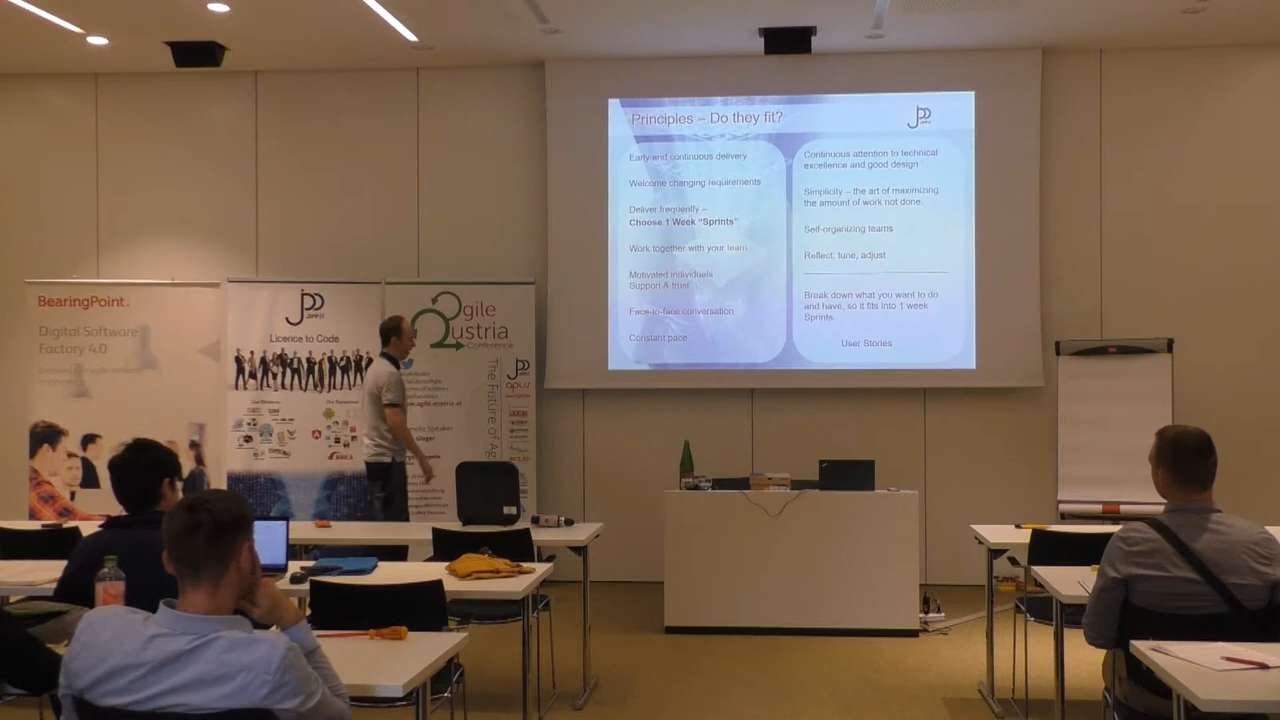 Principles – Do they fit?
JPP
Early and continuous delivery
Welcome changing requirements
Deliver frequently –
Choose 1 Week “Sprints”
Work together with your team
Motivated individuals
Support & trust
Face-to-face conversation
Constant pace
Continuous attention to technical
excellence and good design
Simplicity – the art of maximizing
the amount of work not done.
Self-organizing teams
Reflect, tune, adjust
Break down what you want to do
and have, so it fits into 1 week
Sprints.
User Stories
BearingPoint.
Digital Software
Factory 4.0
Licence to Code
Agile
Austria
Conference
The Future of Ag
opus